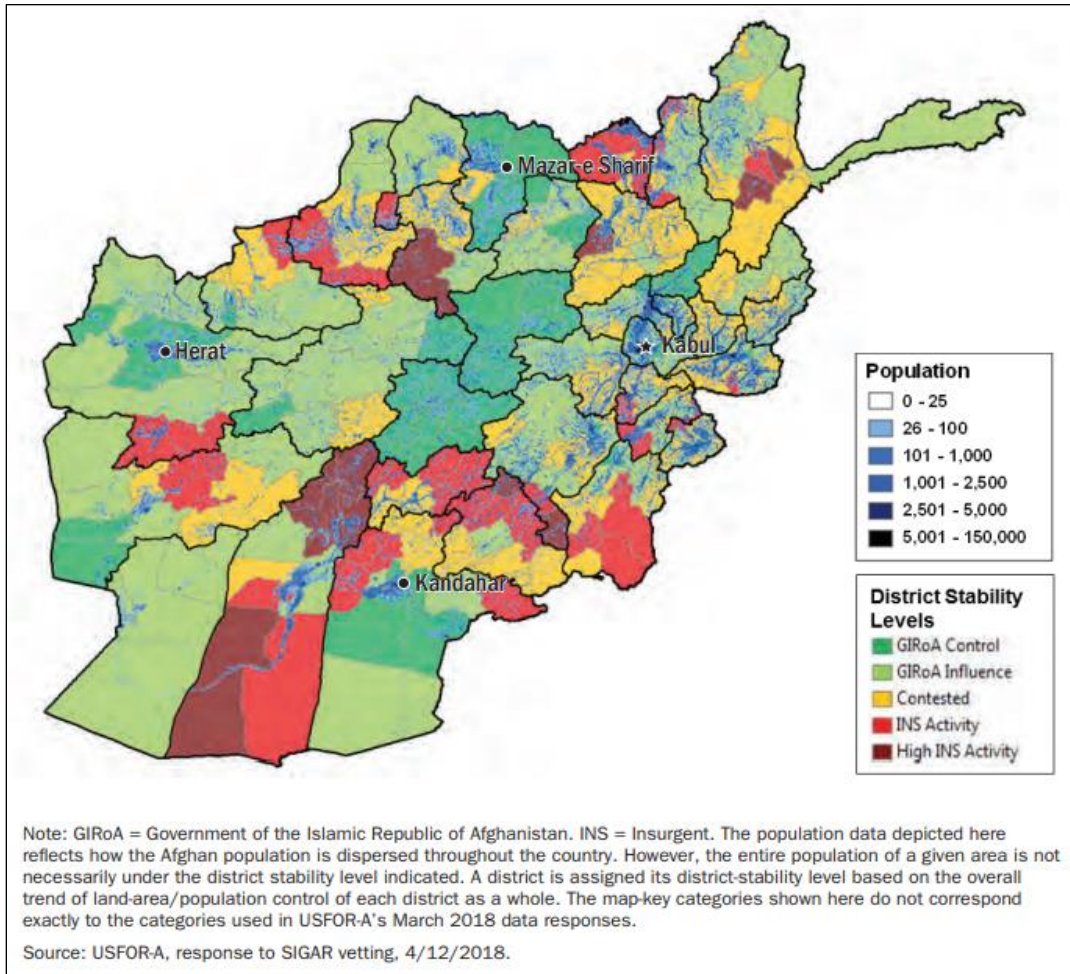 Mazar-e Sharif
Herat
Kabul
Kandahar
Population
0 - 25
26 - 100
101 - 1,000
1,001 - 2,500
2,501 - 5,000
5,001 - 150,000
District Stability
Levels
GIRoA Control
GIRoA Influence
Contested
INS Activity
High INS Activity
Note: GIRoA = Government of the Islamic Republic of Afghanistan. INS = Insurgent. The population data depicted here
reflects how the Afghan population is dispersed throughout the country. However, the entire population of a given area is not
necessarily under the district stability level indicated. A district is assigned its district-stability level based on the overall
trend of land-area/population control of each district as a whole. The map-key categories shown here do not correspond
exactly to the categories used in USFOR-A's March 2018 data responses.
Source: USFOR-A, response to SIGAR vetting, 4/12/2018.